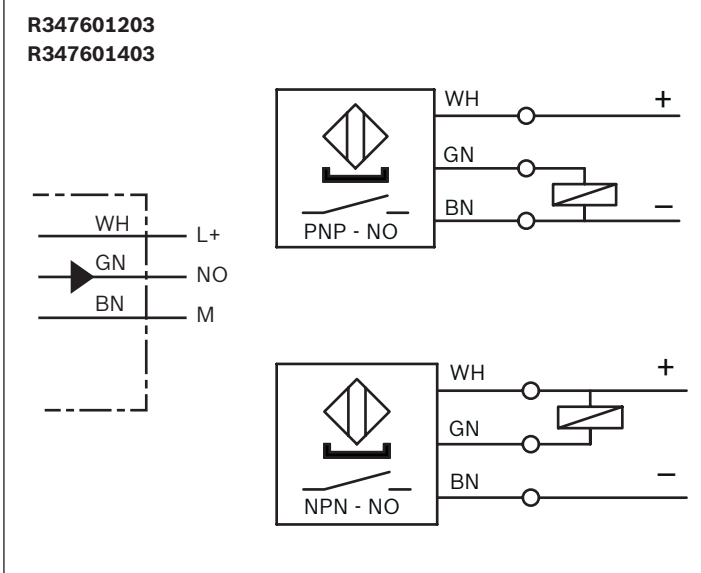 R347601203
R347601403
WH L+
GN NO
BN M
WH +
GN
BN −
PNP - NO
WH +
GN
BN −
NPN - NO